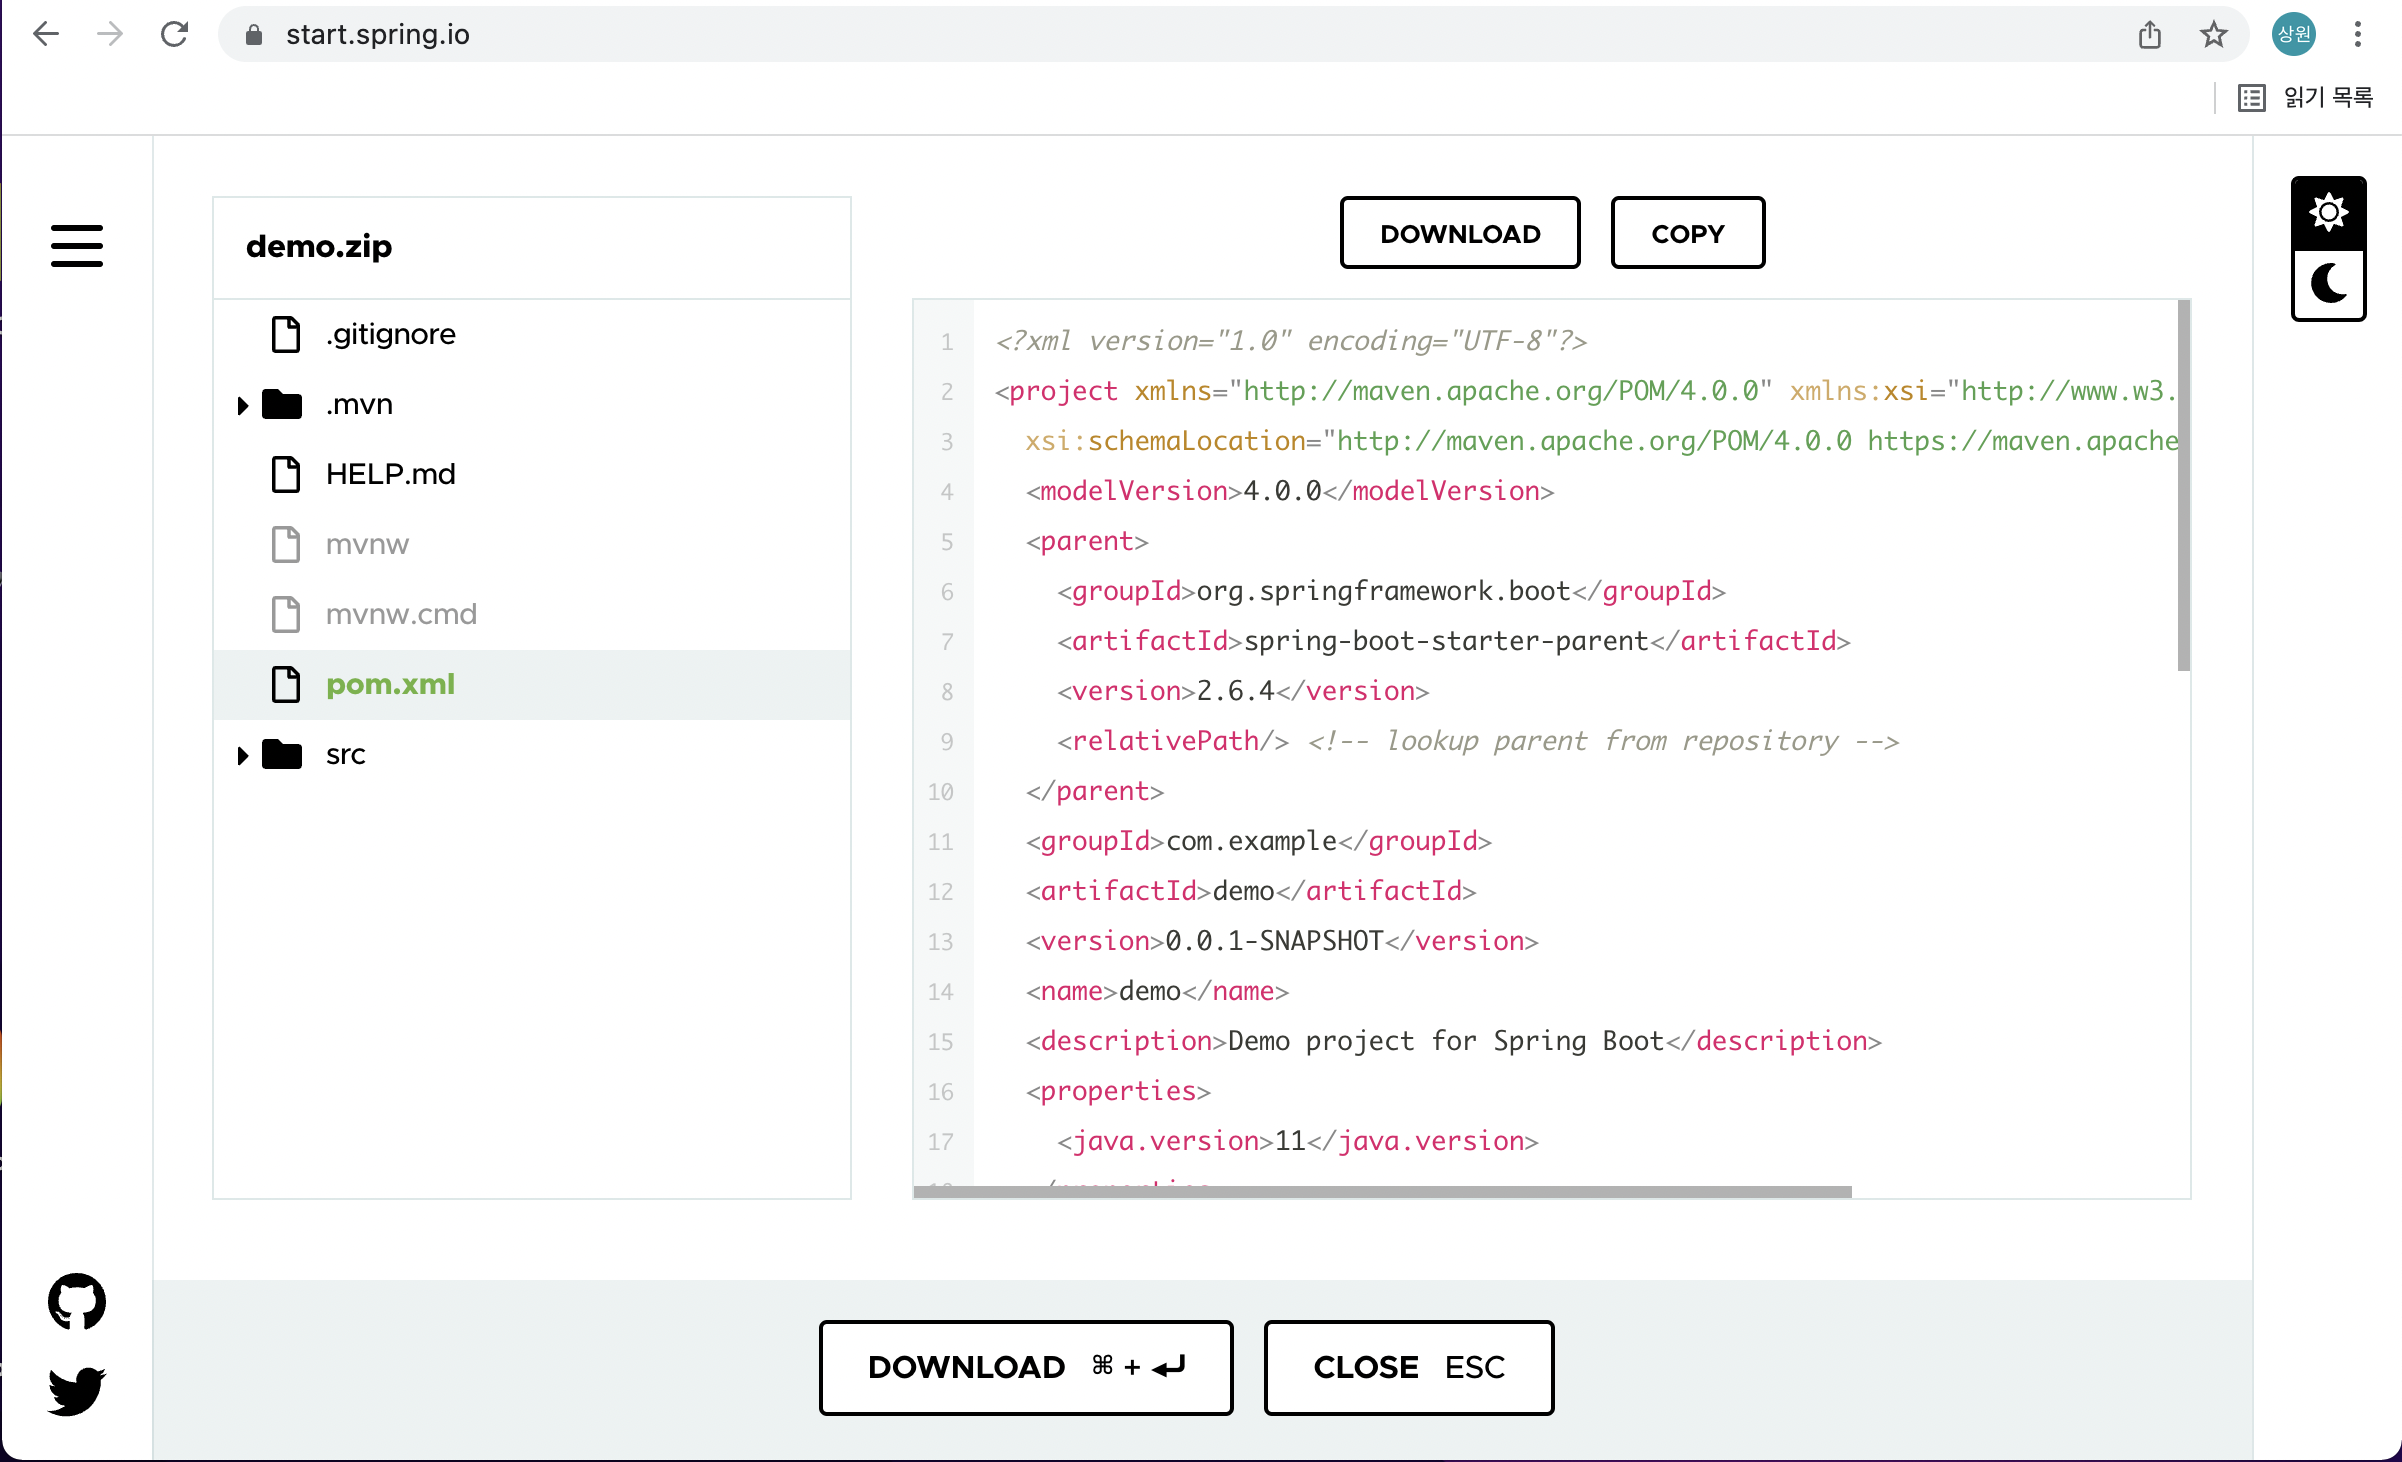 start.spring.io
상원
읽기 목록
demo.zip
DOWNLOAD COPY
.gitignore
.mvn
HELP.md
mvnw
mvnw.cmd
pom.xml
src
1 <?xml version="1.0" encoding="UTF-8"?>
2 <project xmlns="http://maven.apache.org/POM/4.0.0" xmlns:xsi="http://www.w3.
3 xsi:schemaLocation="http://maven.apache.org/POM/4.0.0 https://maven.apache
4 <modelVersion>4.0.0</modelVersion>
5 <parent>
6 <groupId>org.springframework.boot</groupId>
7 <artifactId>spring-boot-starter-parent</artifactId>
8 <version>2.6.4</version>
9 <relativePath/> <!-- lookup parent from repository -->
10 </parent>
11 <groupId>com.example</groupId>
12 <artifactId>demo</artifactId>
13 <version>0.0.1-SNAPSHOT</version>
14 <name>demo</name>
15 <description>Demo project for Spring Boot</description>
16 <properties>
17 <java.version>11</java.version>
DOWNLOAD ⌘ + ↵
CLOSE ESC